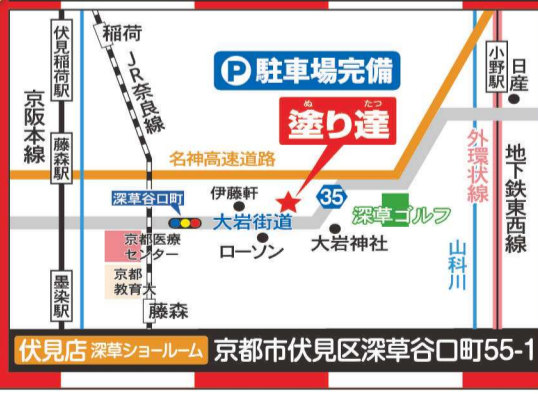 伏見稲荷駅
稲荷
JR奈良線
P 駐車場完備
小野駅
日産
京阪本線
ぬ たつ
塗り達
藤森駅
名神高速道路
外環状線
地下鉄東西線
深草谷口町
伊藤軒
35
深草ゴルフ
大岩街道
京都医療
センター
ローソン
大岩神社
山科川
京都
教育大
墨染駅
藤森
伏見店 深草ショールーム 京都市伏見区深草谷口町55-1